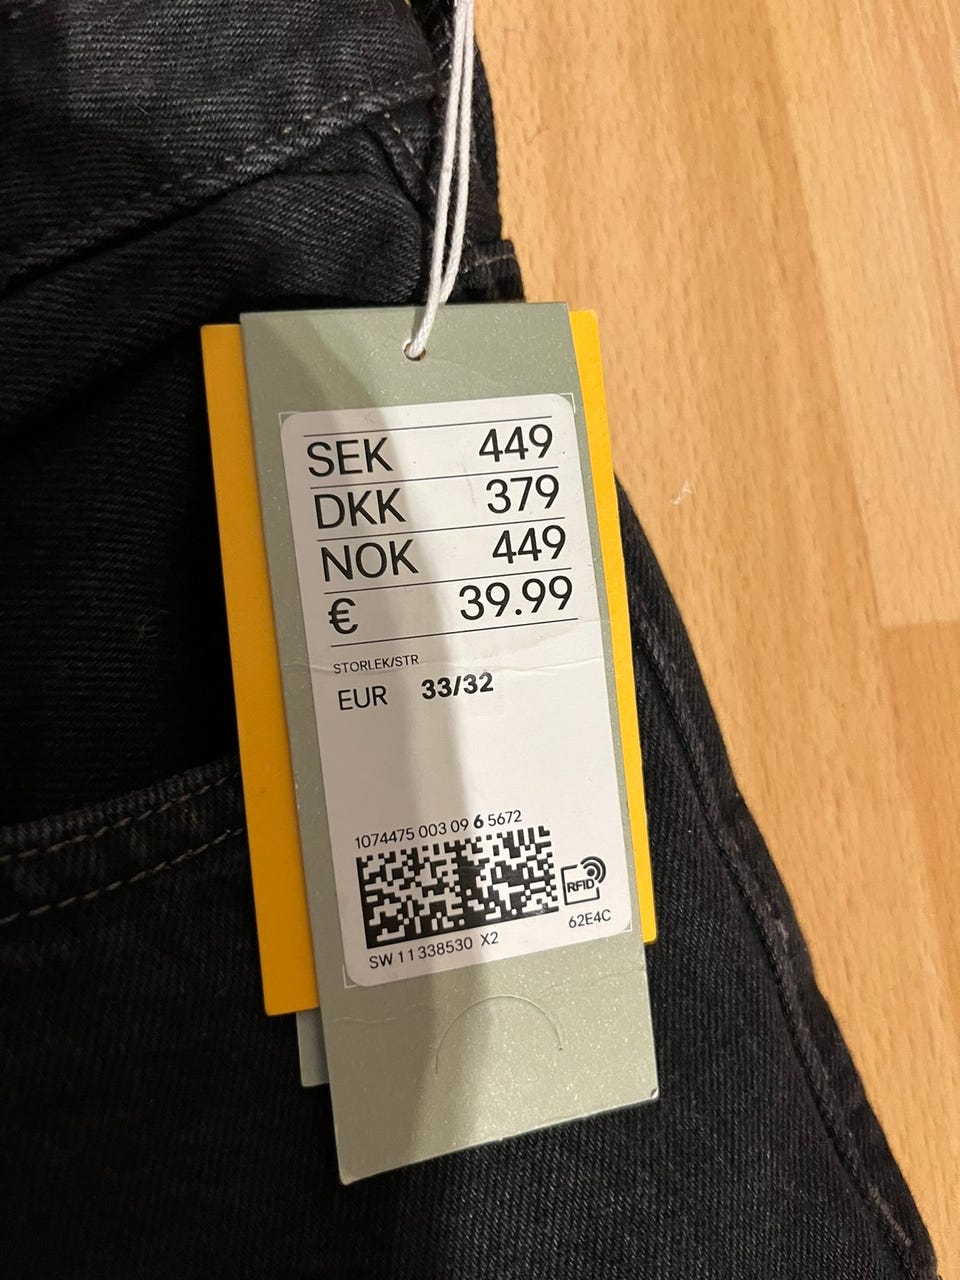 SEK 449
DKK 379
NOK 449
€ 39.99
STORLEK/STR
EUR 33/32
1074475 003 09 6 5672
RFID
62E4C
SW 11338530 X2